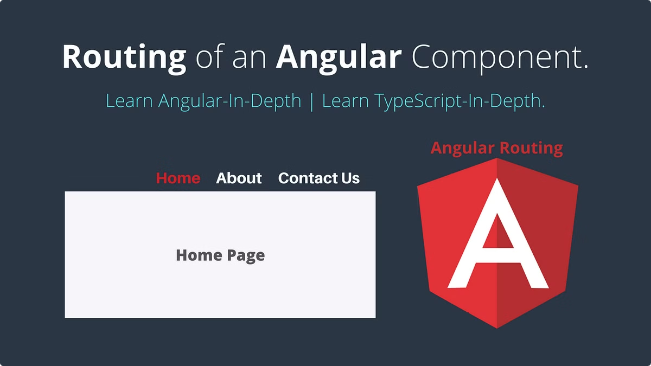 Routing of an Angular Component.
Learn Angular-In-Depth | Learn TypeScript-In-Depth.
Angular Routing
Home About Contact Us
Home Page
A